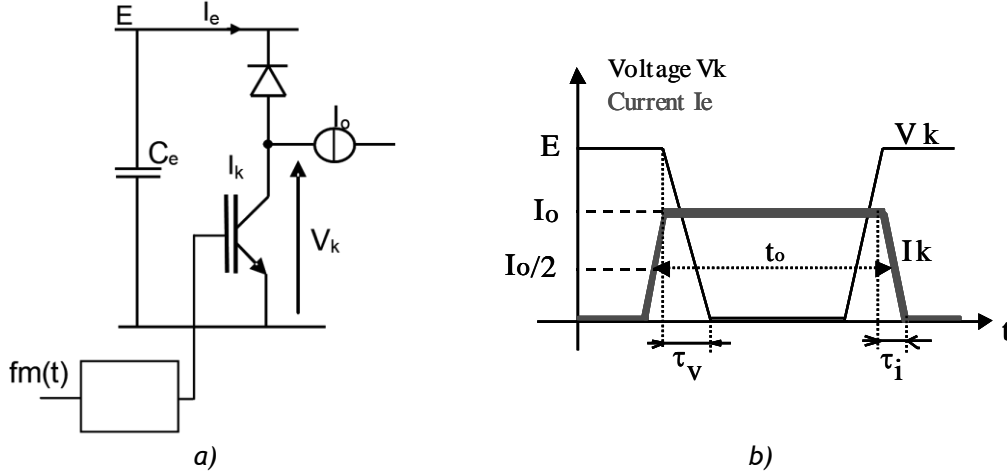 E
Ie
Ce
Ik
Io
Vk
fm(t)
a)
Voltage Vk
Current Ie
E
Vk
Io
to
Ik
Io/2
t
τv
τi
b)